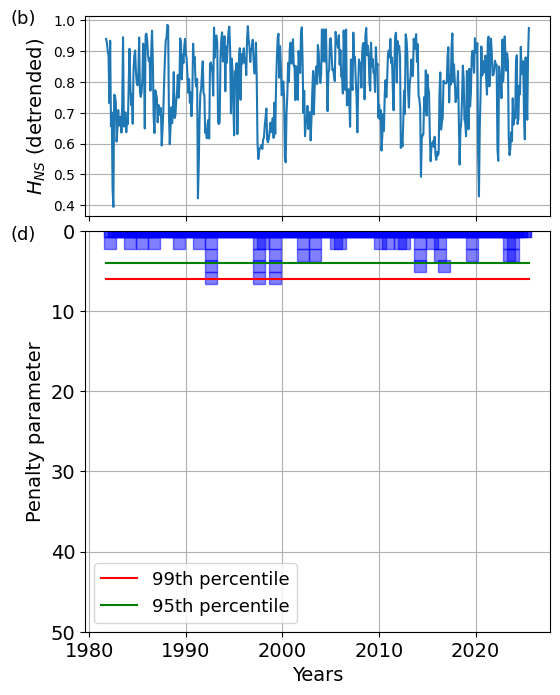 (b)
H_NS (detrended)
1.0
0.9
0.8
0.7
0.6
0.5
0.4
(d)
Penalty parameter
0
10
20
30
40
50
99th percentile
95th percentile
1980 1990 2000 2010 2020
Years